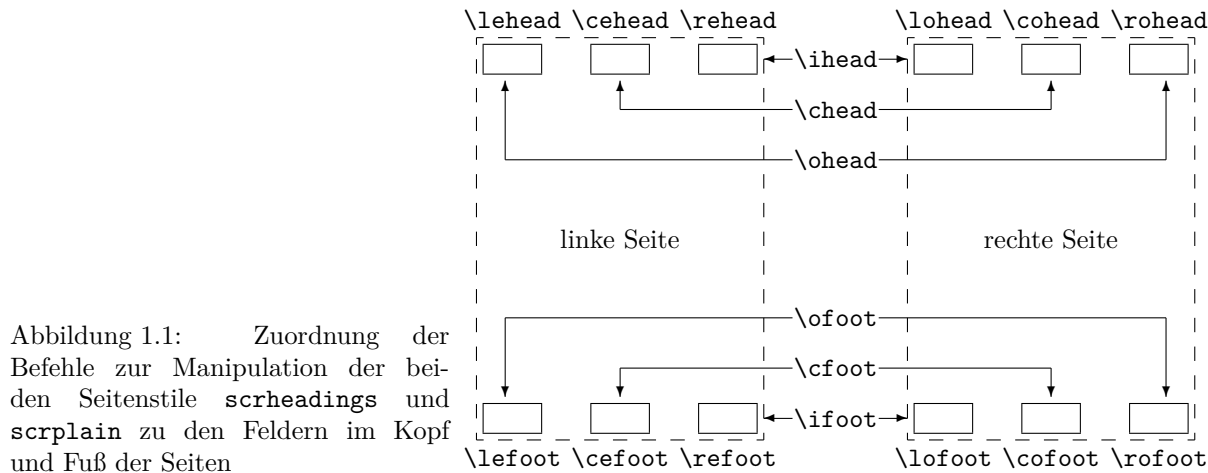 \lehead \cehead \rehead \lohead \cohead \rohead
\ihead
\chead
\ohead
linke Seite rechte Seite
\ofoot
\cfoot
\ifoot
\lefoot \cefoot \refoot \lofoot \cofoot \rofoot
Abbildung 1.1: Zuordnung der
Befehle zur Manipulation der bei-
den Seitenstile scrheadings und
scrplain zu den Feldern im Kopf
und Fuß der Seiten